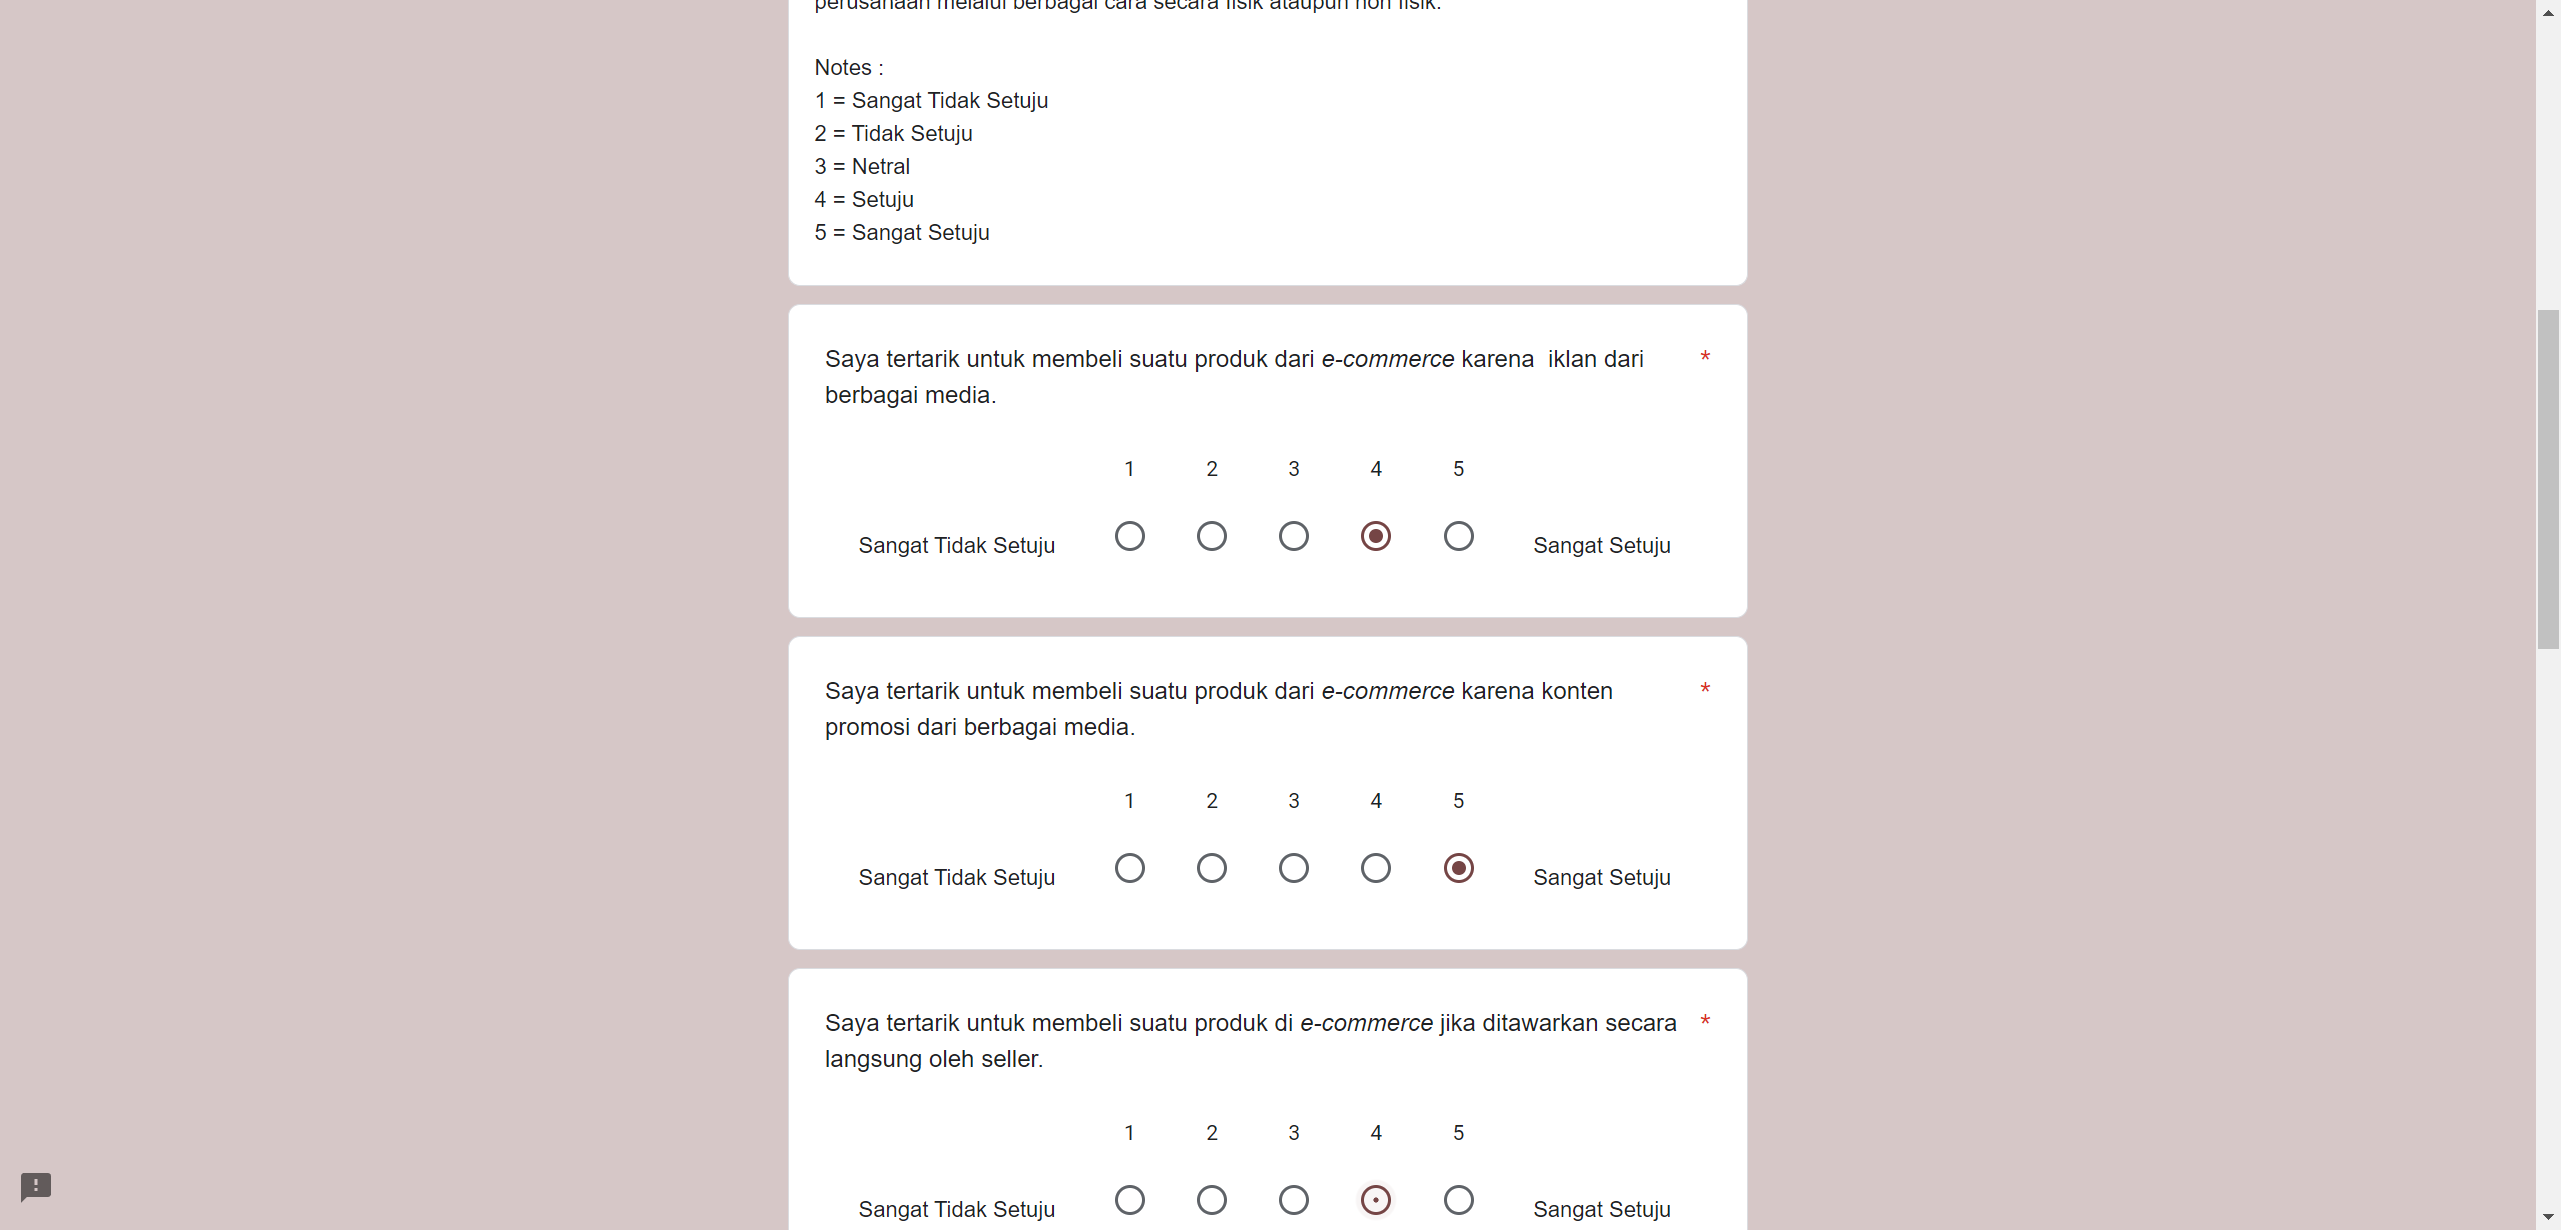 perusahaan melalui berbagai cara secara fisik ataupun non fisik.
Notes :
1 = Sangat Tidak Setuju
2 = Tidak Setuju
3 = Netral
4 = Setuju
5 = Sangat Setuju
Saya tertarik untuk membeli suatu produk dari e-commerce karena  iklan dari *
berbagai media.
1 2 3 4 5
Sangat Tidak Setuju Sangat Setuju
Saya tertarik untuk membeli suatu produk dari e-commerce karena konten *
promosi dari berbagai media.
1 2 3 4 5
Sangat Tidak Setuju Sangat Setuju
Saya tertarik untuk membeli suatu produk di e-commerce jika ditawarkan secara *
langsung oleh seller.
1 2 3 4 5
Sangat Tidak Setuju Sangat Setuju